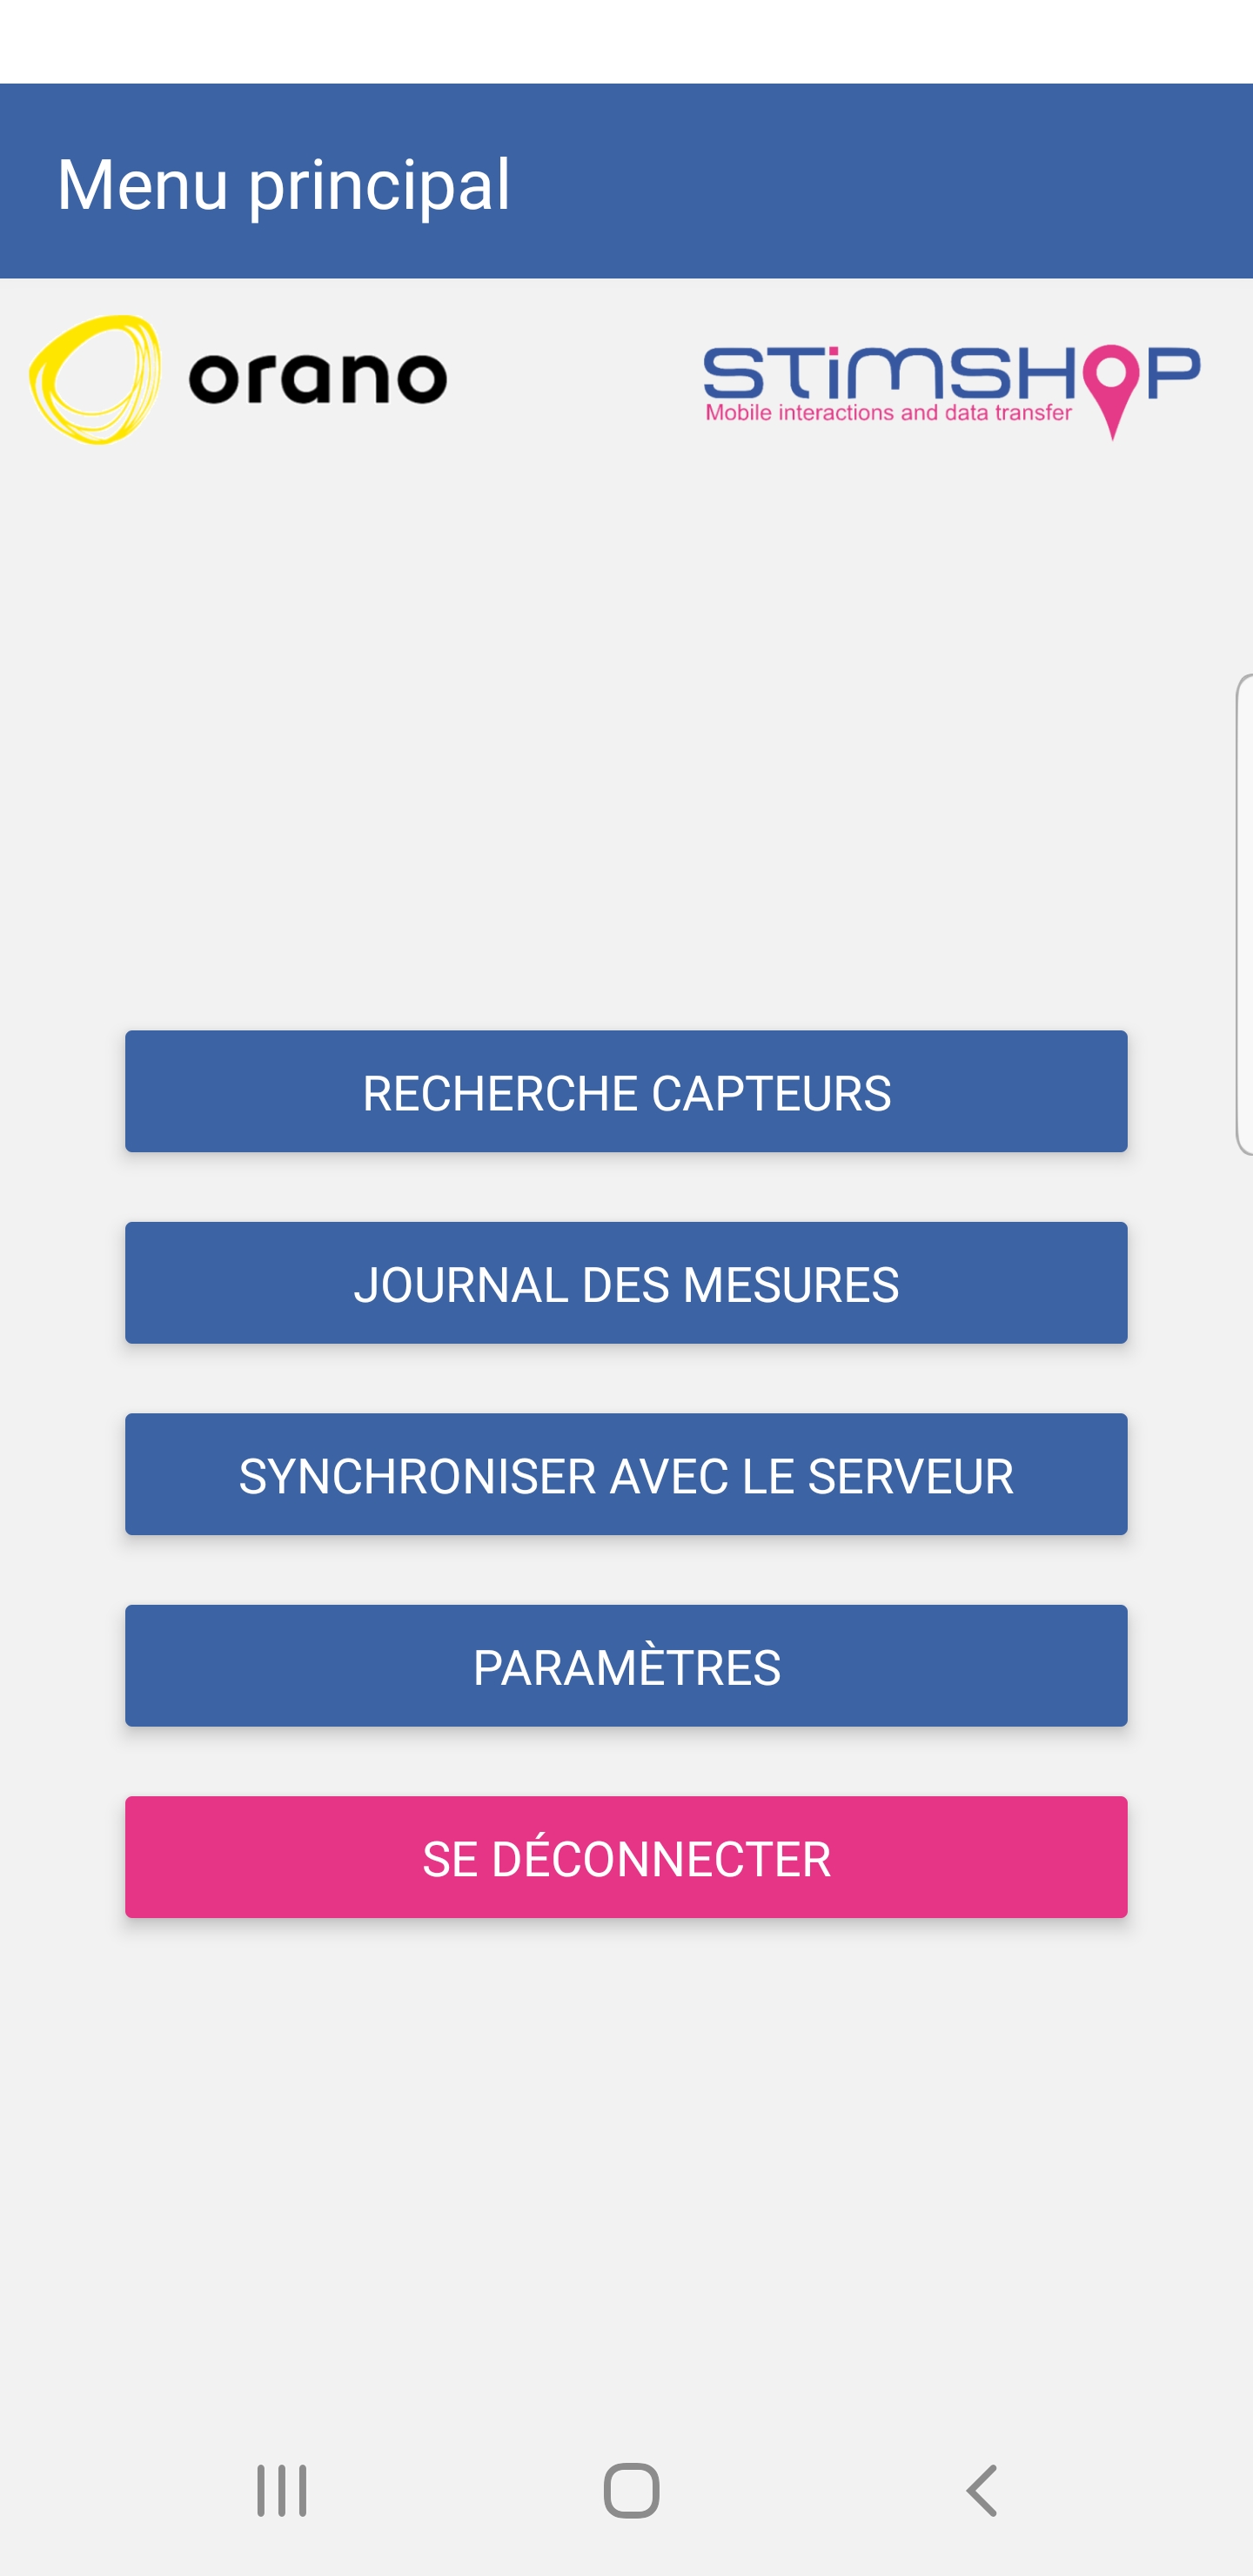 Menu principal
orano
STiMSHOP
Mobile interactions and data transfer
RECHERCHE CAPTEURS
JOURNAL DES MESURES
SYNCHRONISER AVEC LE SERVEUR
PARAMÈTRES
SE DÉCONNECTER